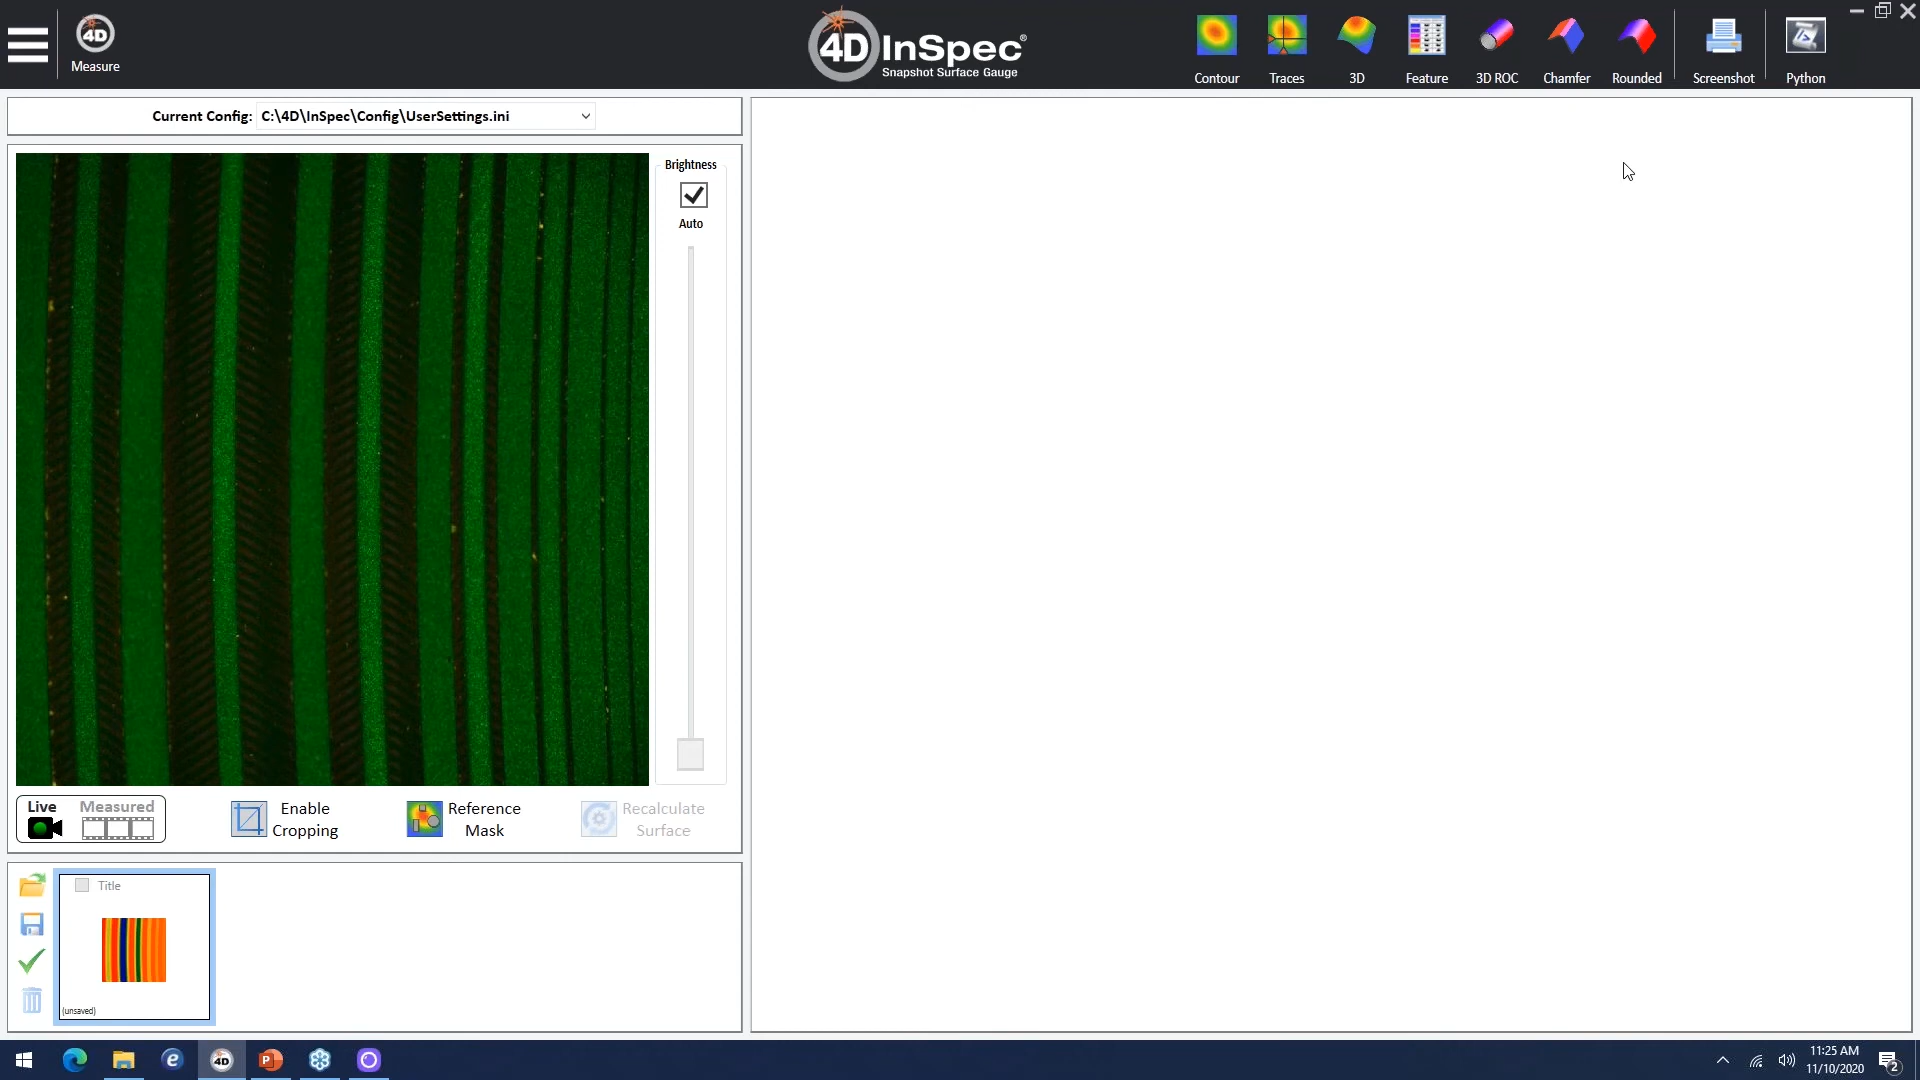 Measure
4D InSpec®
Snapshot Surface Gauge
Contour
Traces
3D
Feature
3D ROC
Chamfer
Rounded
Screenshot
Python
Current Config: C:\4D\InSpec\Config\UserSettings.ini
Brightness
Auto
Live
Measured
Enable
Cropping
Reference
Mask
Recalculate
Surface
Title
(unsaved)
4D
P
11:25 AM
11/10/2020
2